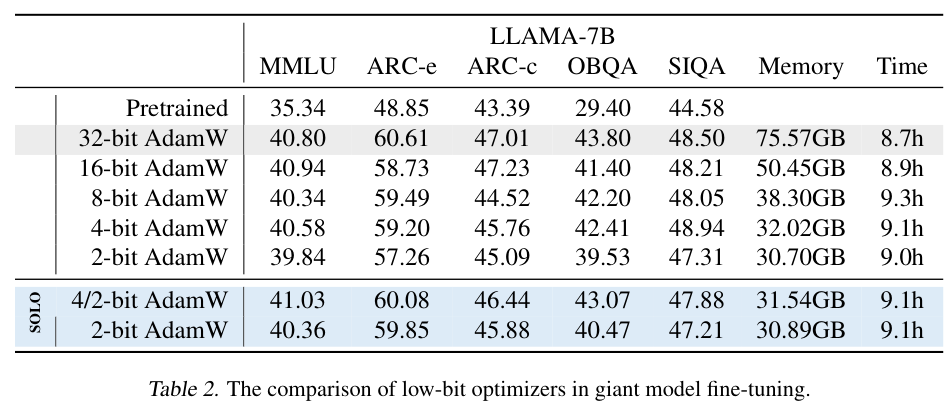 LLAMA-7B
MMLU ARC-e ARC-c OBQA SIQA Memory Time
Pretrained 35.34 48.85 43.39 29.40 44.58
32-bit AdamW 40.80 60.61 47.01 43.80 48.50 75.57GB 8.7h
16-bit AdamW 40.94 58.73 47.23 41.40 48.21 50.45GB 8.9h
8-bit AdamW 40.34 59.49 44.52 42.20 48.05 38.30GB 9.3h
4-bit AdamW 40.58 59.20 45.76 42.41 48.94 32.02GB 9.1h
2-bit AdamW 39.84 57.26 45.09 39.53 47.31 30.70GB 9.0h
SOLO
4/2-bit AdamW 41.03 60.08 46.44 43.07 47.88 31.54GB 9.1h
2-bit AdamW 40.36 59.85 45.88 40.47 47.21 30.89GB 9.1h
Table 2. The comparison of low-bit optimizers in giant model fine-tuning.